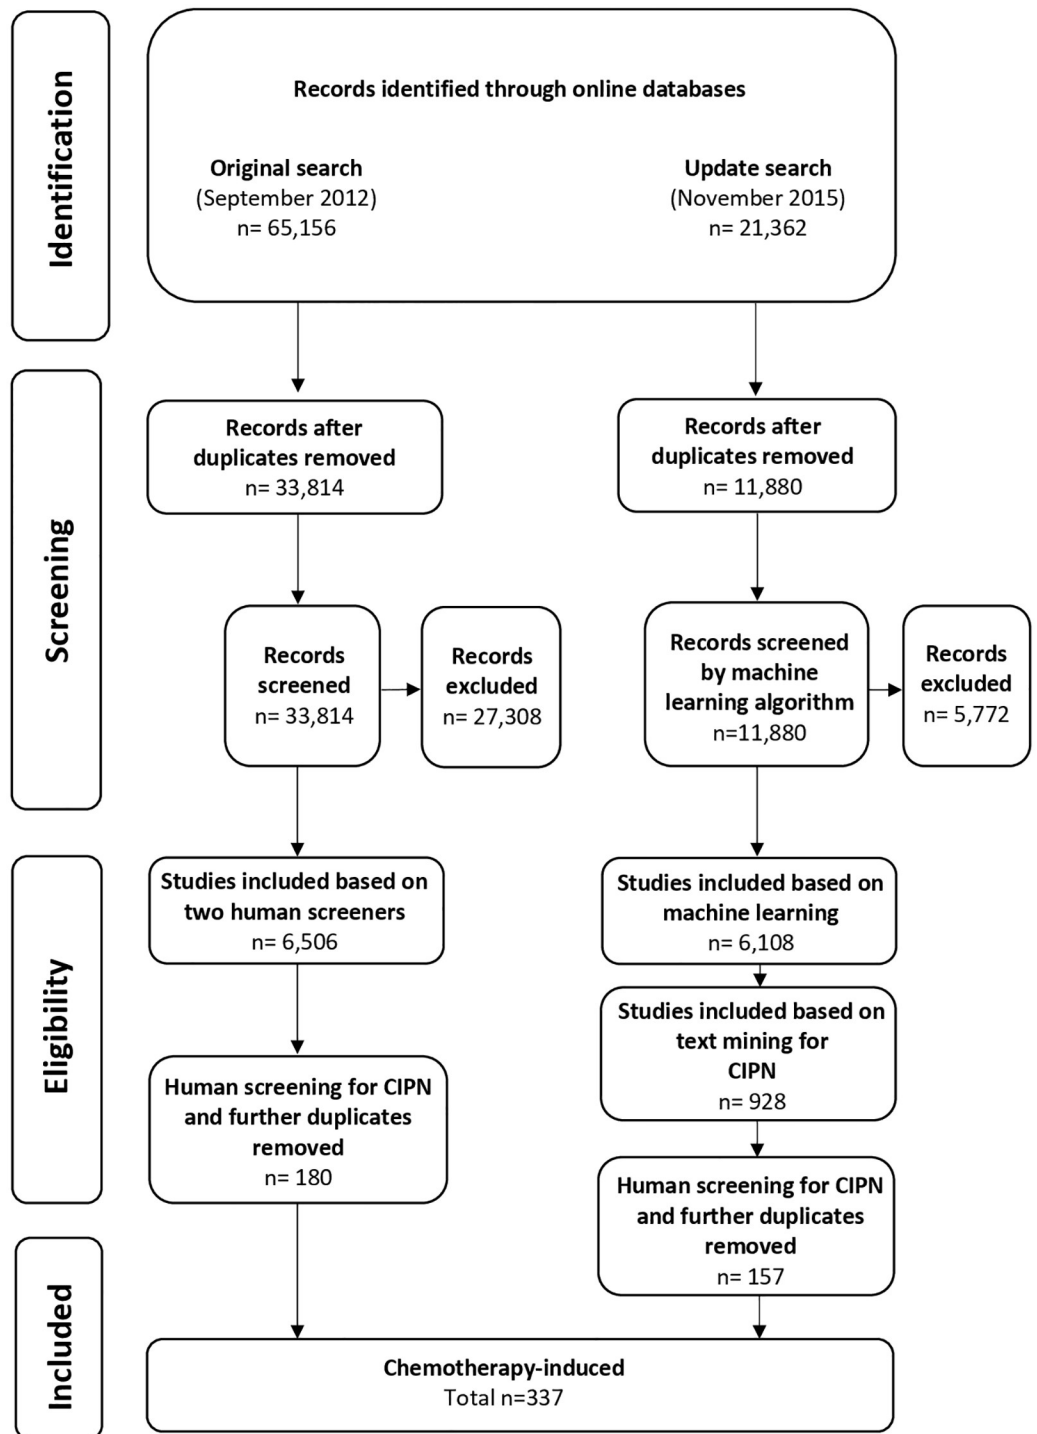 Identification
Records identified through online databases
Original search
(September 2012)
n= 65,156
Update search
(November 2015)
n= 21,362
Screening
Records after
duplicates removed
n= 33,814
Records after
duplicates removed
n= 11,880
Records
screened
n= 33,814
Records
excluded
n= 27,308
Records screened
by machine
learning algorithm
n=11,880
Records
excluded
n= 5,772
Eligibility
Studies included based on
two human screeners
n= 6,506
Studies included based on
machine learning
n= 6,108
Studies included based on
text mining for
CIPN
n= 928
Human screening for CIPN
and further duplicates
removed
n= 180
Human screening for CIPN
and further duplicates
removed
n= 157
Included
Chemotherapy-induced
Total n=337